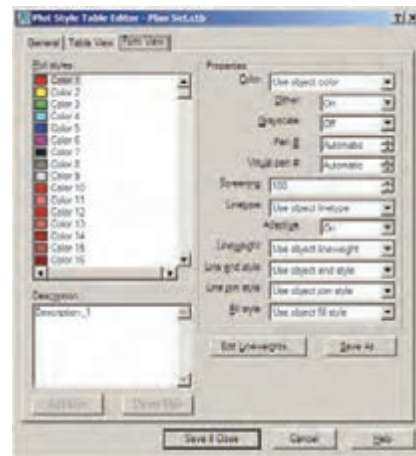 Plot Style Table Editor - Plan Set.ctb
General Table View Form View
Plot styles:
Color 1
Color 2
Color 3
Color 4
Color 5
Color 6
Color 7
Color 8
Color 9
Color 10
Color 11
Color 12
Color 13
Color 14
Color 15
Color 16
Description:
Description_1
Add Style
Delete Style
Properties
Color: Use object color
Dither: On
Grayscale: Off
Pen #: Automatic
Virtual pen #: Automatic
Screening: 100
Linetype: Use object linetype
Adaptive: On
Lineweight: Use object lineweight
Line end style: Use object end style
Line join style: Use object join style
Fill style: Use object fill style
Edit Lineweights...
Save As...
Save & Close
Cancel
Help